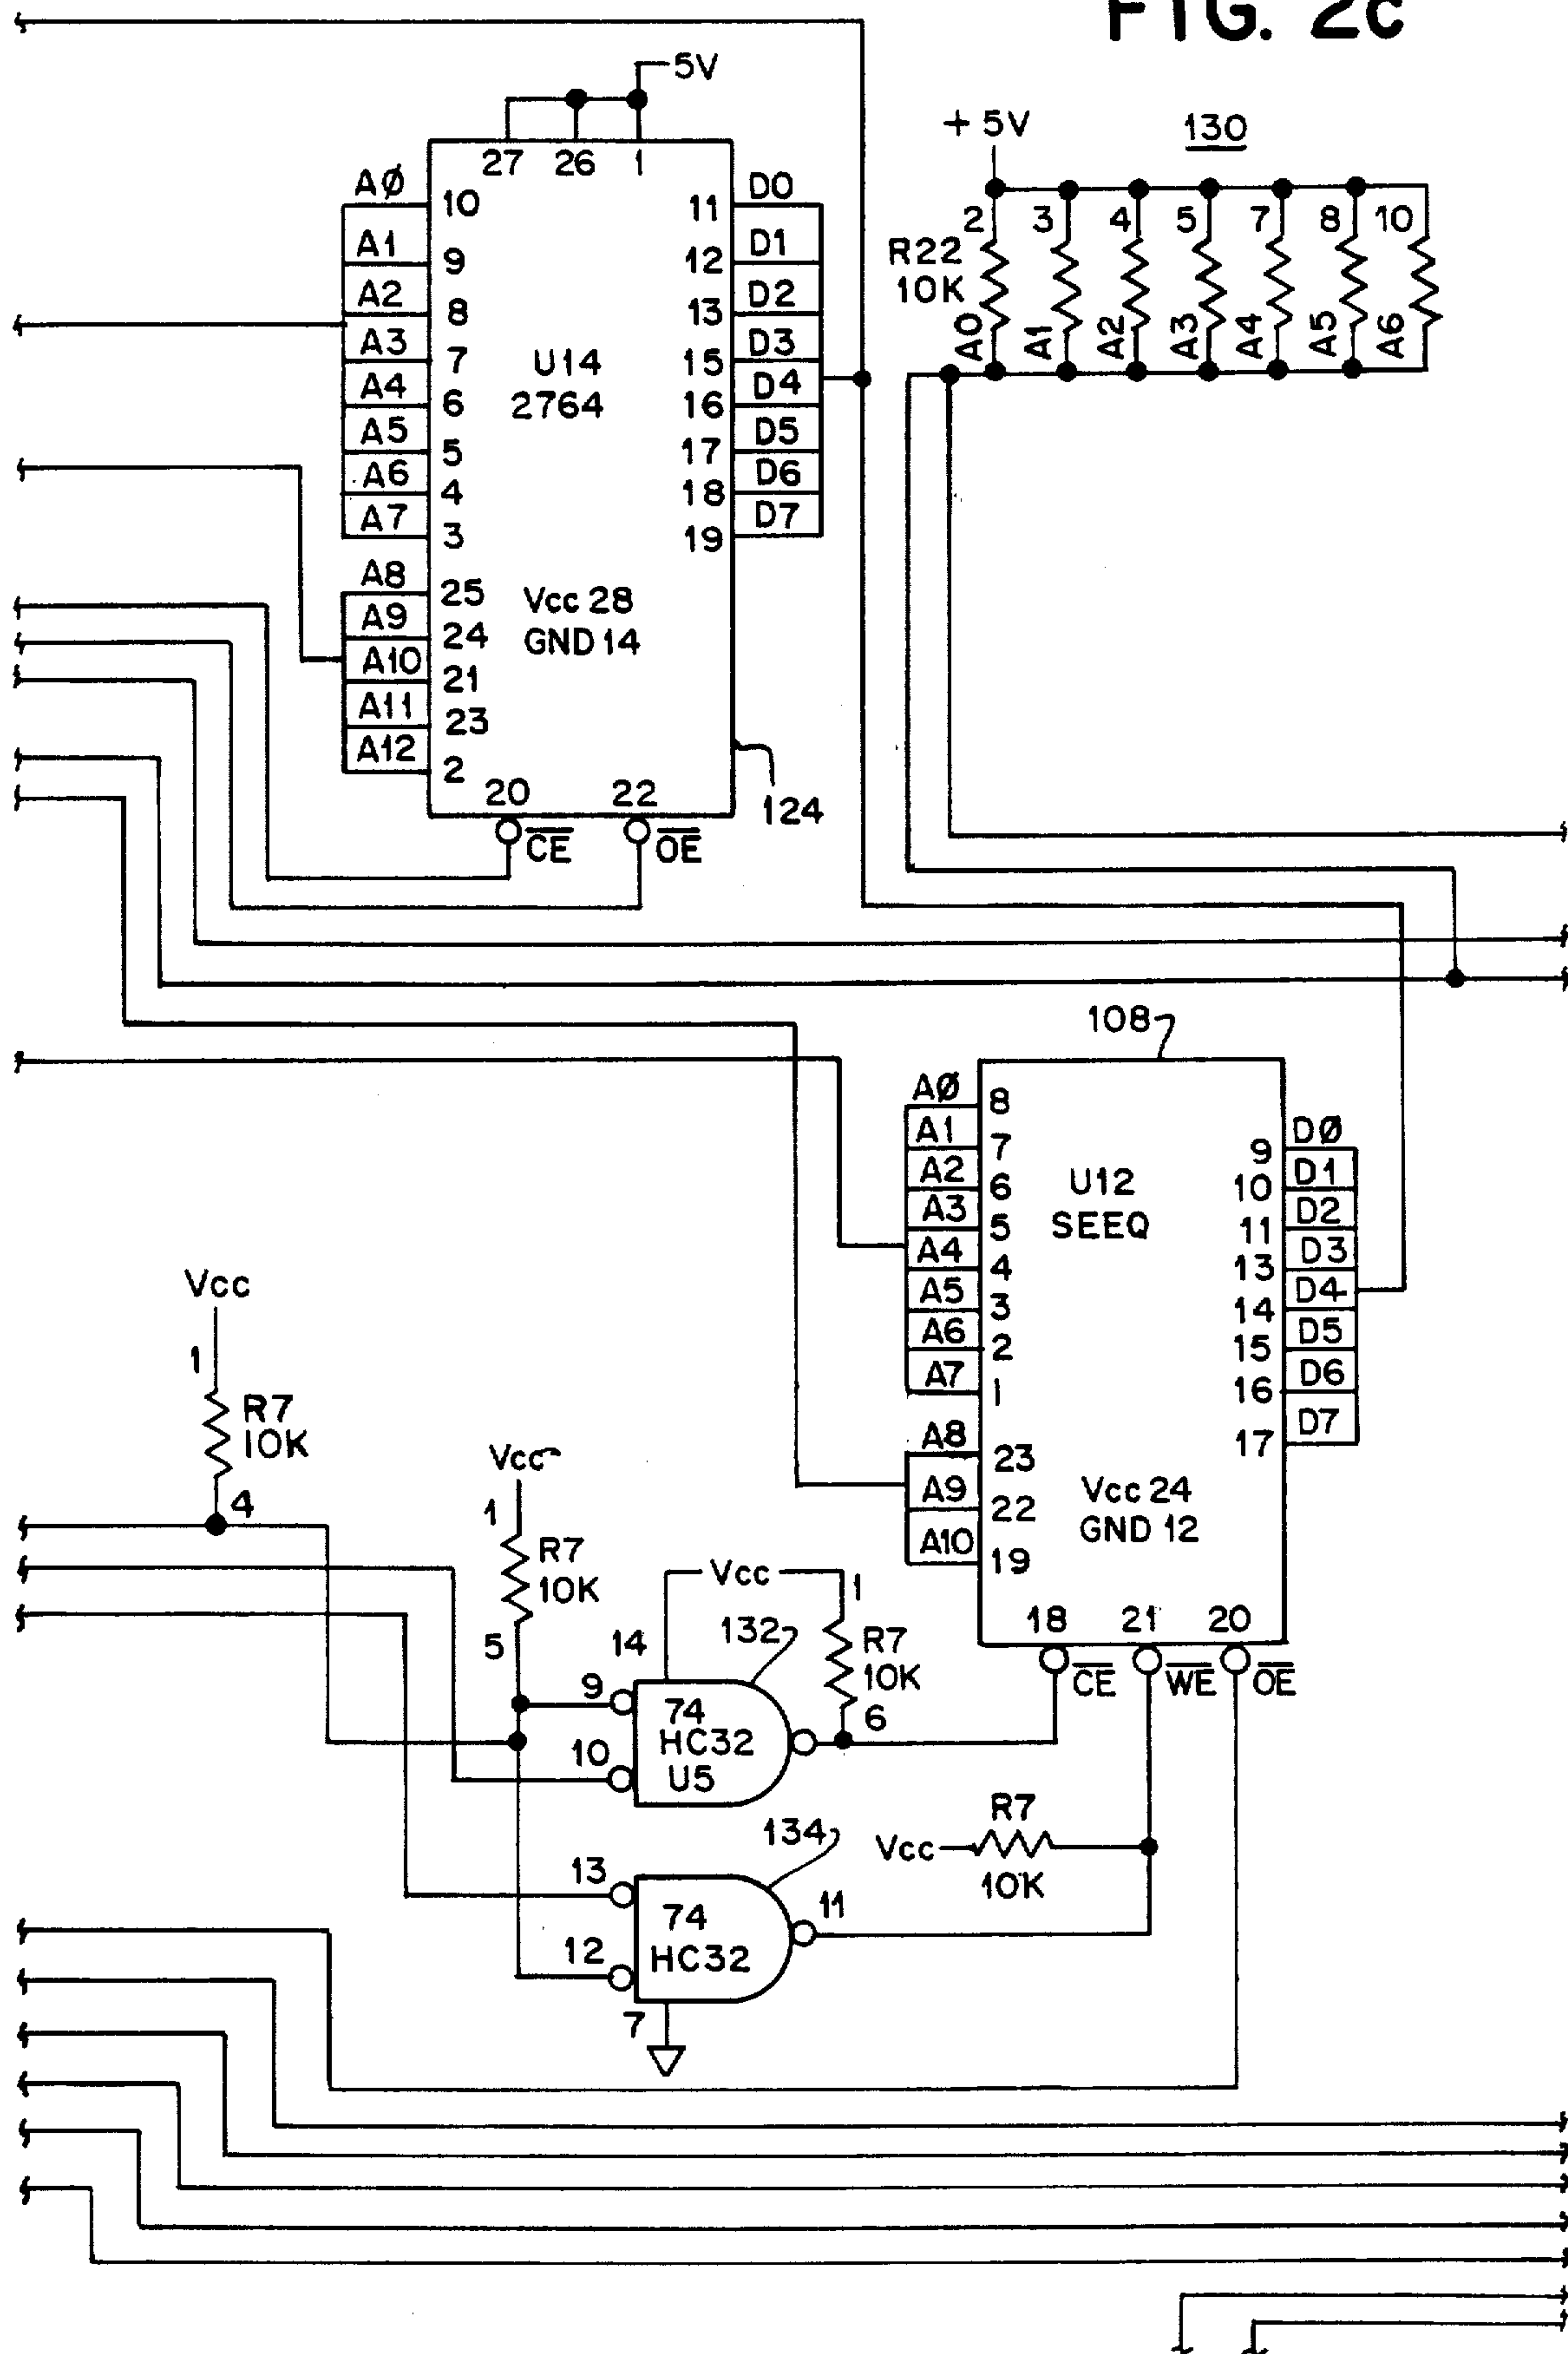 FIG. 2c
5V
27 26 1
AØ 10
A1 9
A2 8
A3 7
A4 6
A5 5
A6 4
A7 3
A8 25
A9 24
A10 21
A11 23
A12 2
U14
2764
Vcc 28
GND 14
11 D0
12 D1
13 D2
15 D3
16 D4
17 D5
18 D6
19 D7
20 22
CE OE
124
+5V
130
2 3 4 5 7 8 10
R22
10K
A0 A1 A2 A3 A4 A5 A6
108
AØ 8
A1 7
A2 6
A3 5
A4 4
A5 3
A6 2
A7 1
A8 23
A9 22
A10 19
U12
SEEQ
Vcc 24
GND 12
9 DØ
10 D1
11 D2
13 D3
14 D4
15 D5
16 D6
17 D7
18 21 20
CE WE OE
Vcc
1
R7
10K
4
Vcc
1
R7
10K
5
Vcc
1
R7
10K
6
14
132
9
10
74
HC32
U5
R7
Vcc
10K
134
13
12
74
HC32
11
7